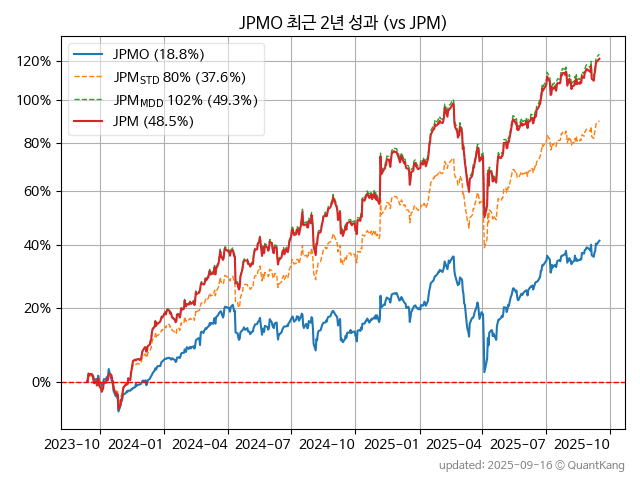 JPMO 최근 2년 성과 (vs JPM)
JPMO (18.8%)
JPM_STD 80% (37.6%)
JPM_MDD 102% (49.3%)
JPM (48.5%)
120%
100%
80%
60%
40%
20%
0%
2023-10 2024-01 2024-04 2024-07 2024-10 2025-01 2025-04 2025-07 2025-10
updated: 2025-09-16 © QuantKang